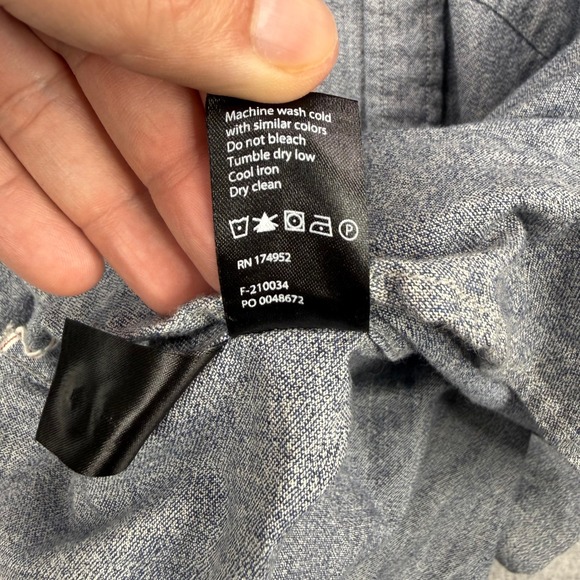 Machine wash cold
with similar colors
Do not bleach
Tumble dry low
Cool iron
Dry clean
P
RN 174952
F-210034
PO 0048672